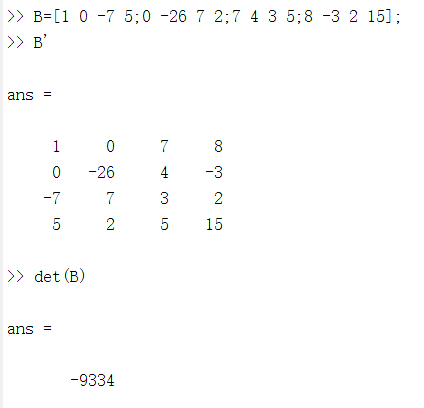 >> B=[1 0 -7 5;0 -26 7 2;7 4 3 5;8 -3 2 15];
>> B'
ans =
1 0 7 8
0 -26 4 -3
-7 7 3 2
5 2 5 15
>> det(B)
ans =
-9334